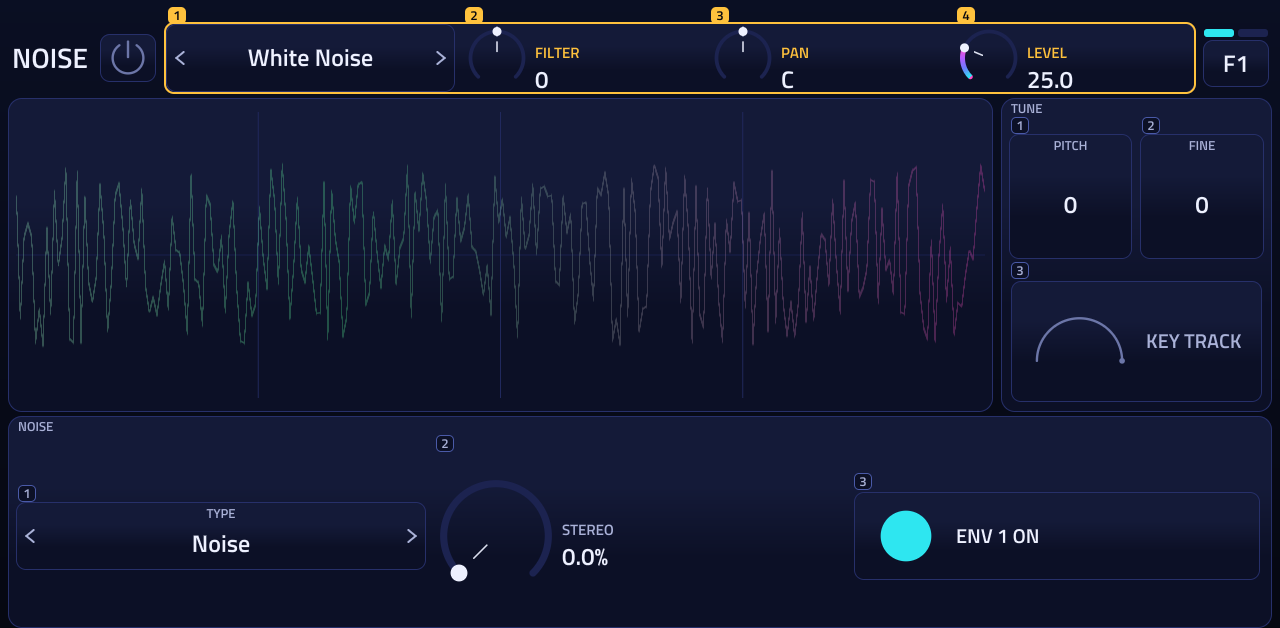 1
2
3
4
NOISE
White Noise
FILTER
0
PAN
C
LEVEL
25.0
F1
TUNE
1
2
PITCH
0
FINE
0
3
KEY TRACK
NOISE
1
TYPE
Noise
2
STEREO
0.0%
3
ENV 1 ON